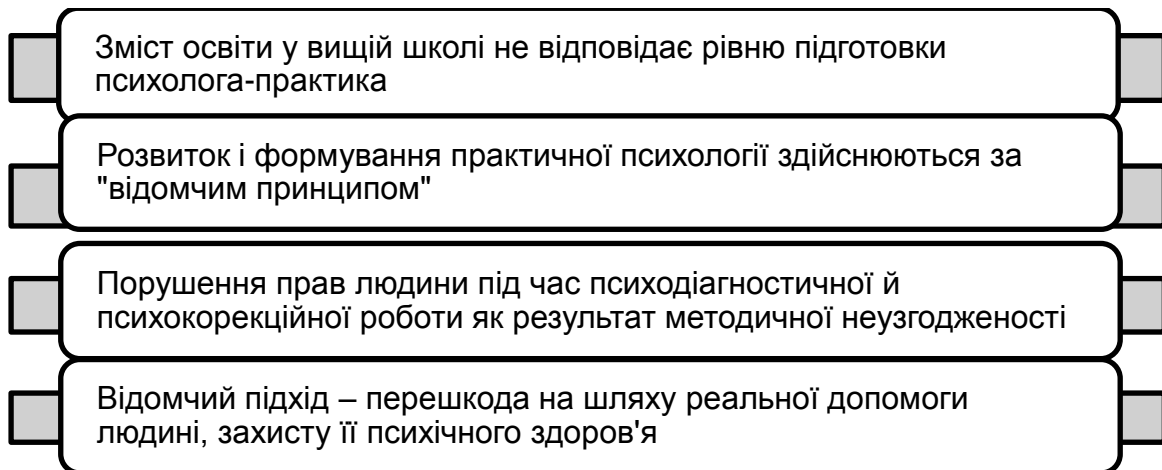 Зміст освіти у вищій школі не відповідає рівню підготовки
психолога-практика
Розвиток і формування практичної психології здійснюються за
"відомчим принципом"
Порушення прав людини під час психодіагностичної й
психокорекційної роботи як результат методичної неузгодженості
Відомчий підхід – перешкода на шляху реальної допомоги
людині, захисту її психічного здоров'я